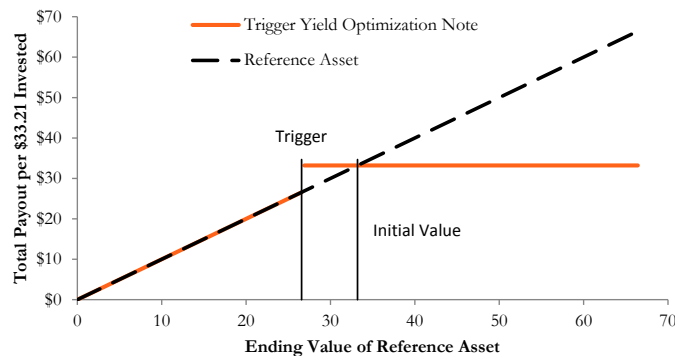 Trigger Yield Optimization Note
Reference Asset
Total Payout per $33.21 Invested
$70
$60
$50
$40
$30
$20
$10
$0
Trigger
Initial Value
0 10 20 30 40 50 60 70
Ending Value of Reference Asset